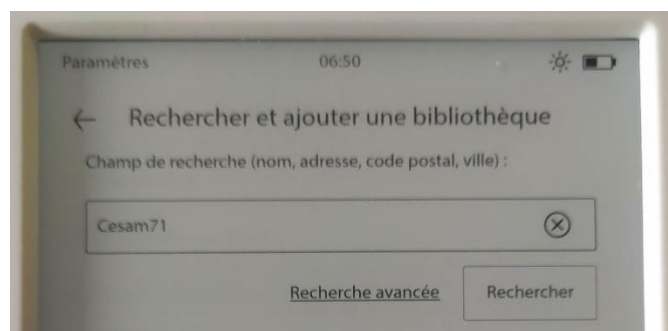 Paramètres 06:50
← Rechercher et ajouter une bibliothèque
Champ de recherche (nom, adresse, code postal, ville) :
Cesam71
Recherche avancée Rechercher